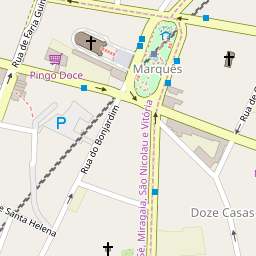 Rua de Faria Guim
Pingo Doce
Marquês
P
Rua do Bonjardim
Sé, Miragaia, São Nicolau e Vitória
Rua de
Doze Casas
e Santa Helena